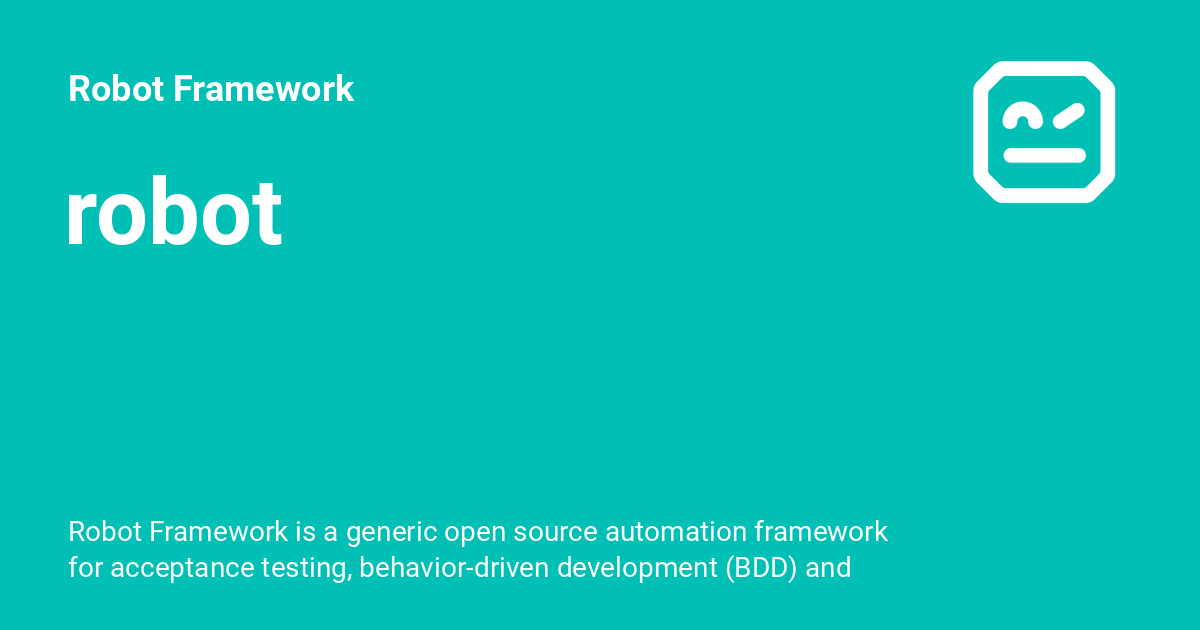 Robot Framework
robot
Robot Framework is a generic open source automation framework
for acceptance testing, behavior-driven development (BDD) and